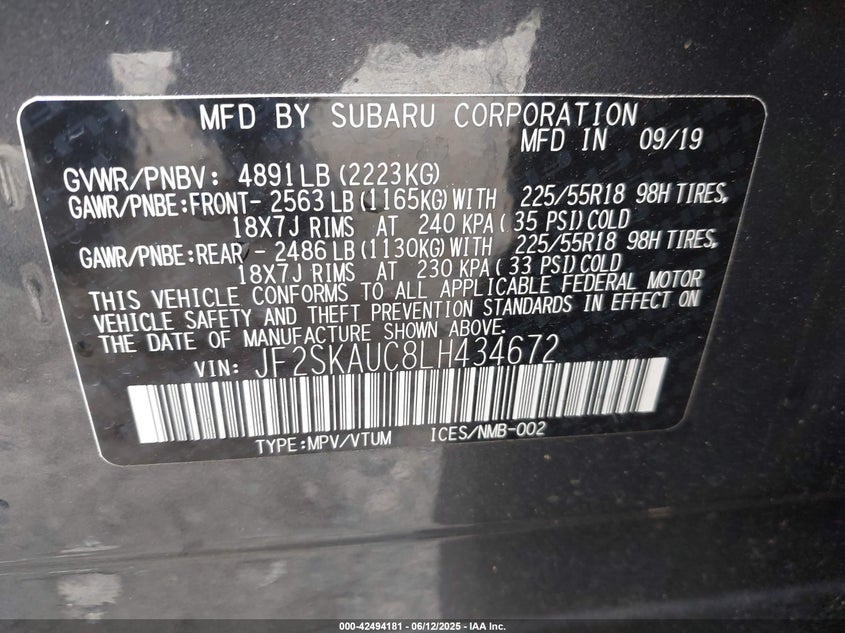 MFD BY SUBARU CORPORATION
MFD IN 09/19
GVWR/PNBV: 4891LB (2223KG)
GAWR/PNBE:FRONT- 2563 LB (1165KG) WITH 225/55R18 98H TIRES,
18X7J RIMS AT 240 KPA ( 35 PSI) COLD
GAWR/PNBE:REAR - 2486 LB (1130KG) WITH 225/55R18 98H TIRES,
18X7J RIMS AT 230 KPA ( 33 PSI) COLD
THIS VEHICLE CONFORMS TO ALL APPLICABLE FEDERAL MOTOR
VEHICLE SAFETY AND THEFT PREVENTION STANDARDS IN EFFECT ON
THE DATE OF MANUFACTURE SHOWN ABOVE.
VIN: JF2SKAUC8LH434672
TYPE:MPV/VTUM ICES/NMB-002
000-42494181 - 06/12/2025 - IAA Inc.